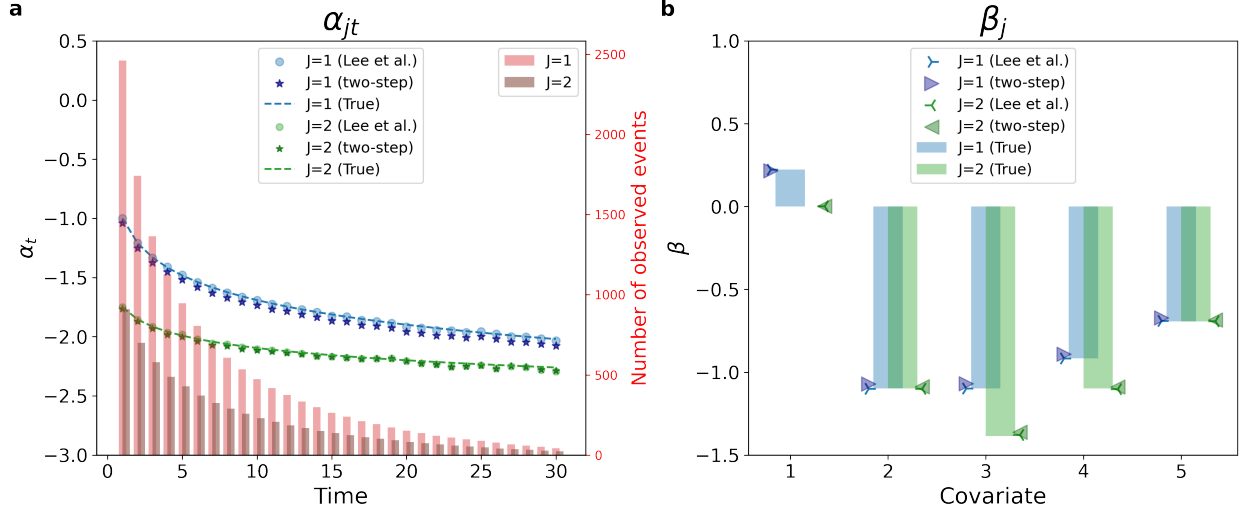 a
α_jt
0.5
0.0
−0.5
−1.0
−1.5
−2.0
−2.5
−3.0
α_t
0 5 10 15 20 25 30
Time
J=1 (Lee et al.)
J=1 (two-step)
J=1 (True)
J=2 (Lee et al.)
J=2 (two-step)
J=2 (True)
J=1
J=2
2500
2000
1500
1000
500
0
Number of observed events
b
β_j
1.0
0.5
0.0
−0.5
−1.0
−1.5
β
1 2 3 4 5
Covariate
J=1 (Lee et al.)
J=1 (two-step)
J=2 (Lee et al.)
J=2 (two-step)
J=1 (True)
J=2 (True)